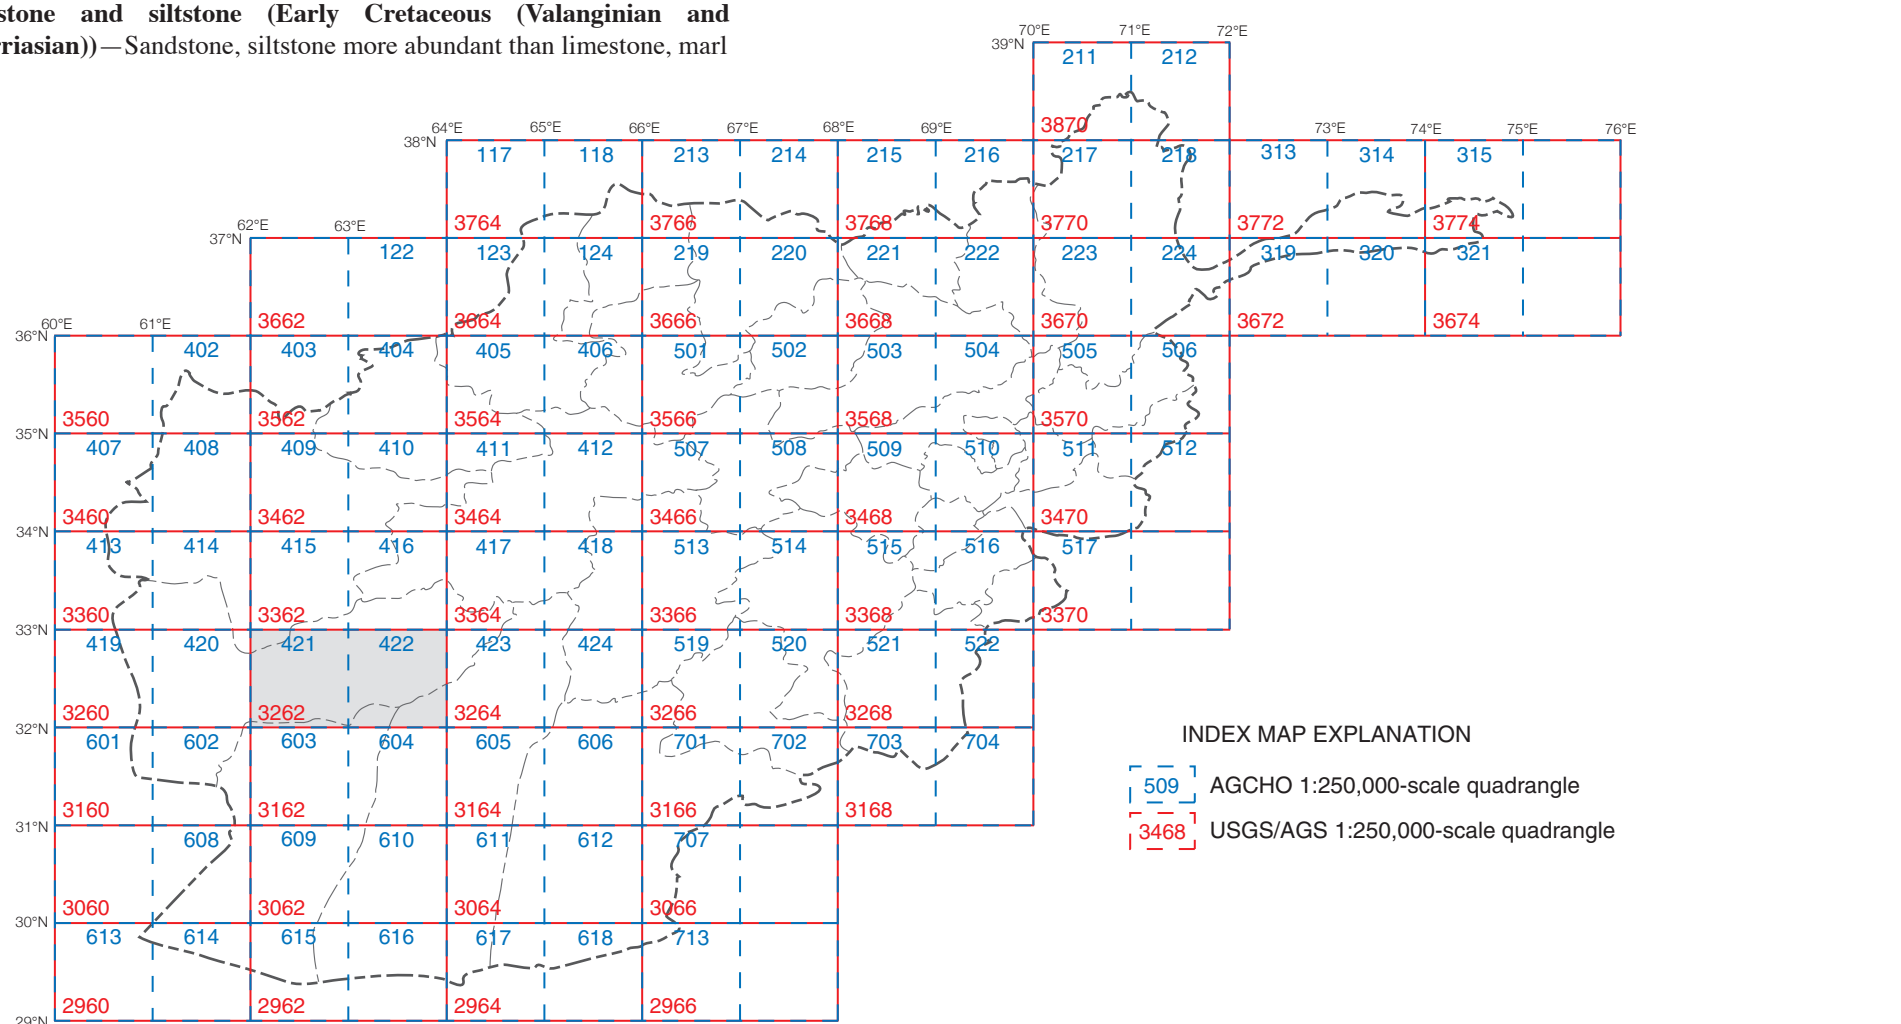 stone and siltstone (Early Cretaceous (Valanginian and
rriasian))—Sandstone, siltstone more abundant than limestone, marl
70°E 71°E 72°E
39°N
211 212
3870
64°E 65°E 66°E 67°E 68°E 69°E 73°E 74°E 75°E 76°E
38°N
117 118 213 214 215 216 217 218 313 314 315
3764 3766 3768 3770 3772 3774
62°E 63°E
37°N
122 123 124 219 220 221 222 223 224 319 320 321
3662 3664 3666 3668 3670 3672 3674
60°E 61°E
36°N
402 403 404 405 406 501 502 503 504 505 506
3560 3562 3564 3566 3568 3570
35°N
407 408 409 410 411 412 507 508 509 510 511 512
3460 3462 3464 3466 3468 3470
34°N
413 414 415 416 417 418 513 514 515 516 517
3360 3362 3364 3366 3368 3370
33°N
419 420 421 422 423 424 519 520 521 522
3260 3262 3264 3266 3268
32°N
601 602 603 604 605 606 701 702 703 704
3160 3162 3164 3166 3168
31°N
608 609 610 611 612 707
3060 3062 3064 3066
30°N
613 614 615 616 617 618 713
2960 2962 2964 2966
29°N
INDEX MAP EXPLANATION
509 AGCHO 1:250,000-scale quadrangle
3468 USGS/AGS 1:250,000-scale quadrangle